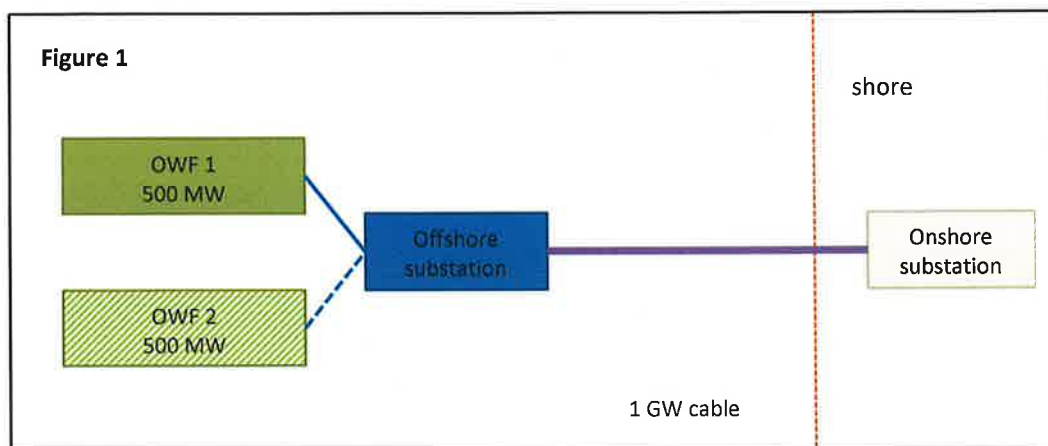 Figure 1
shore
OWF 1
500 MW
Offshore
substation
Onshore
substation
OWF 2
500 MW
1 GW cable